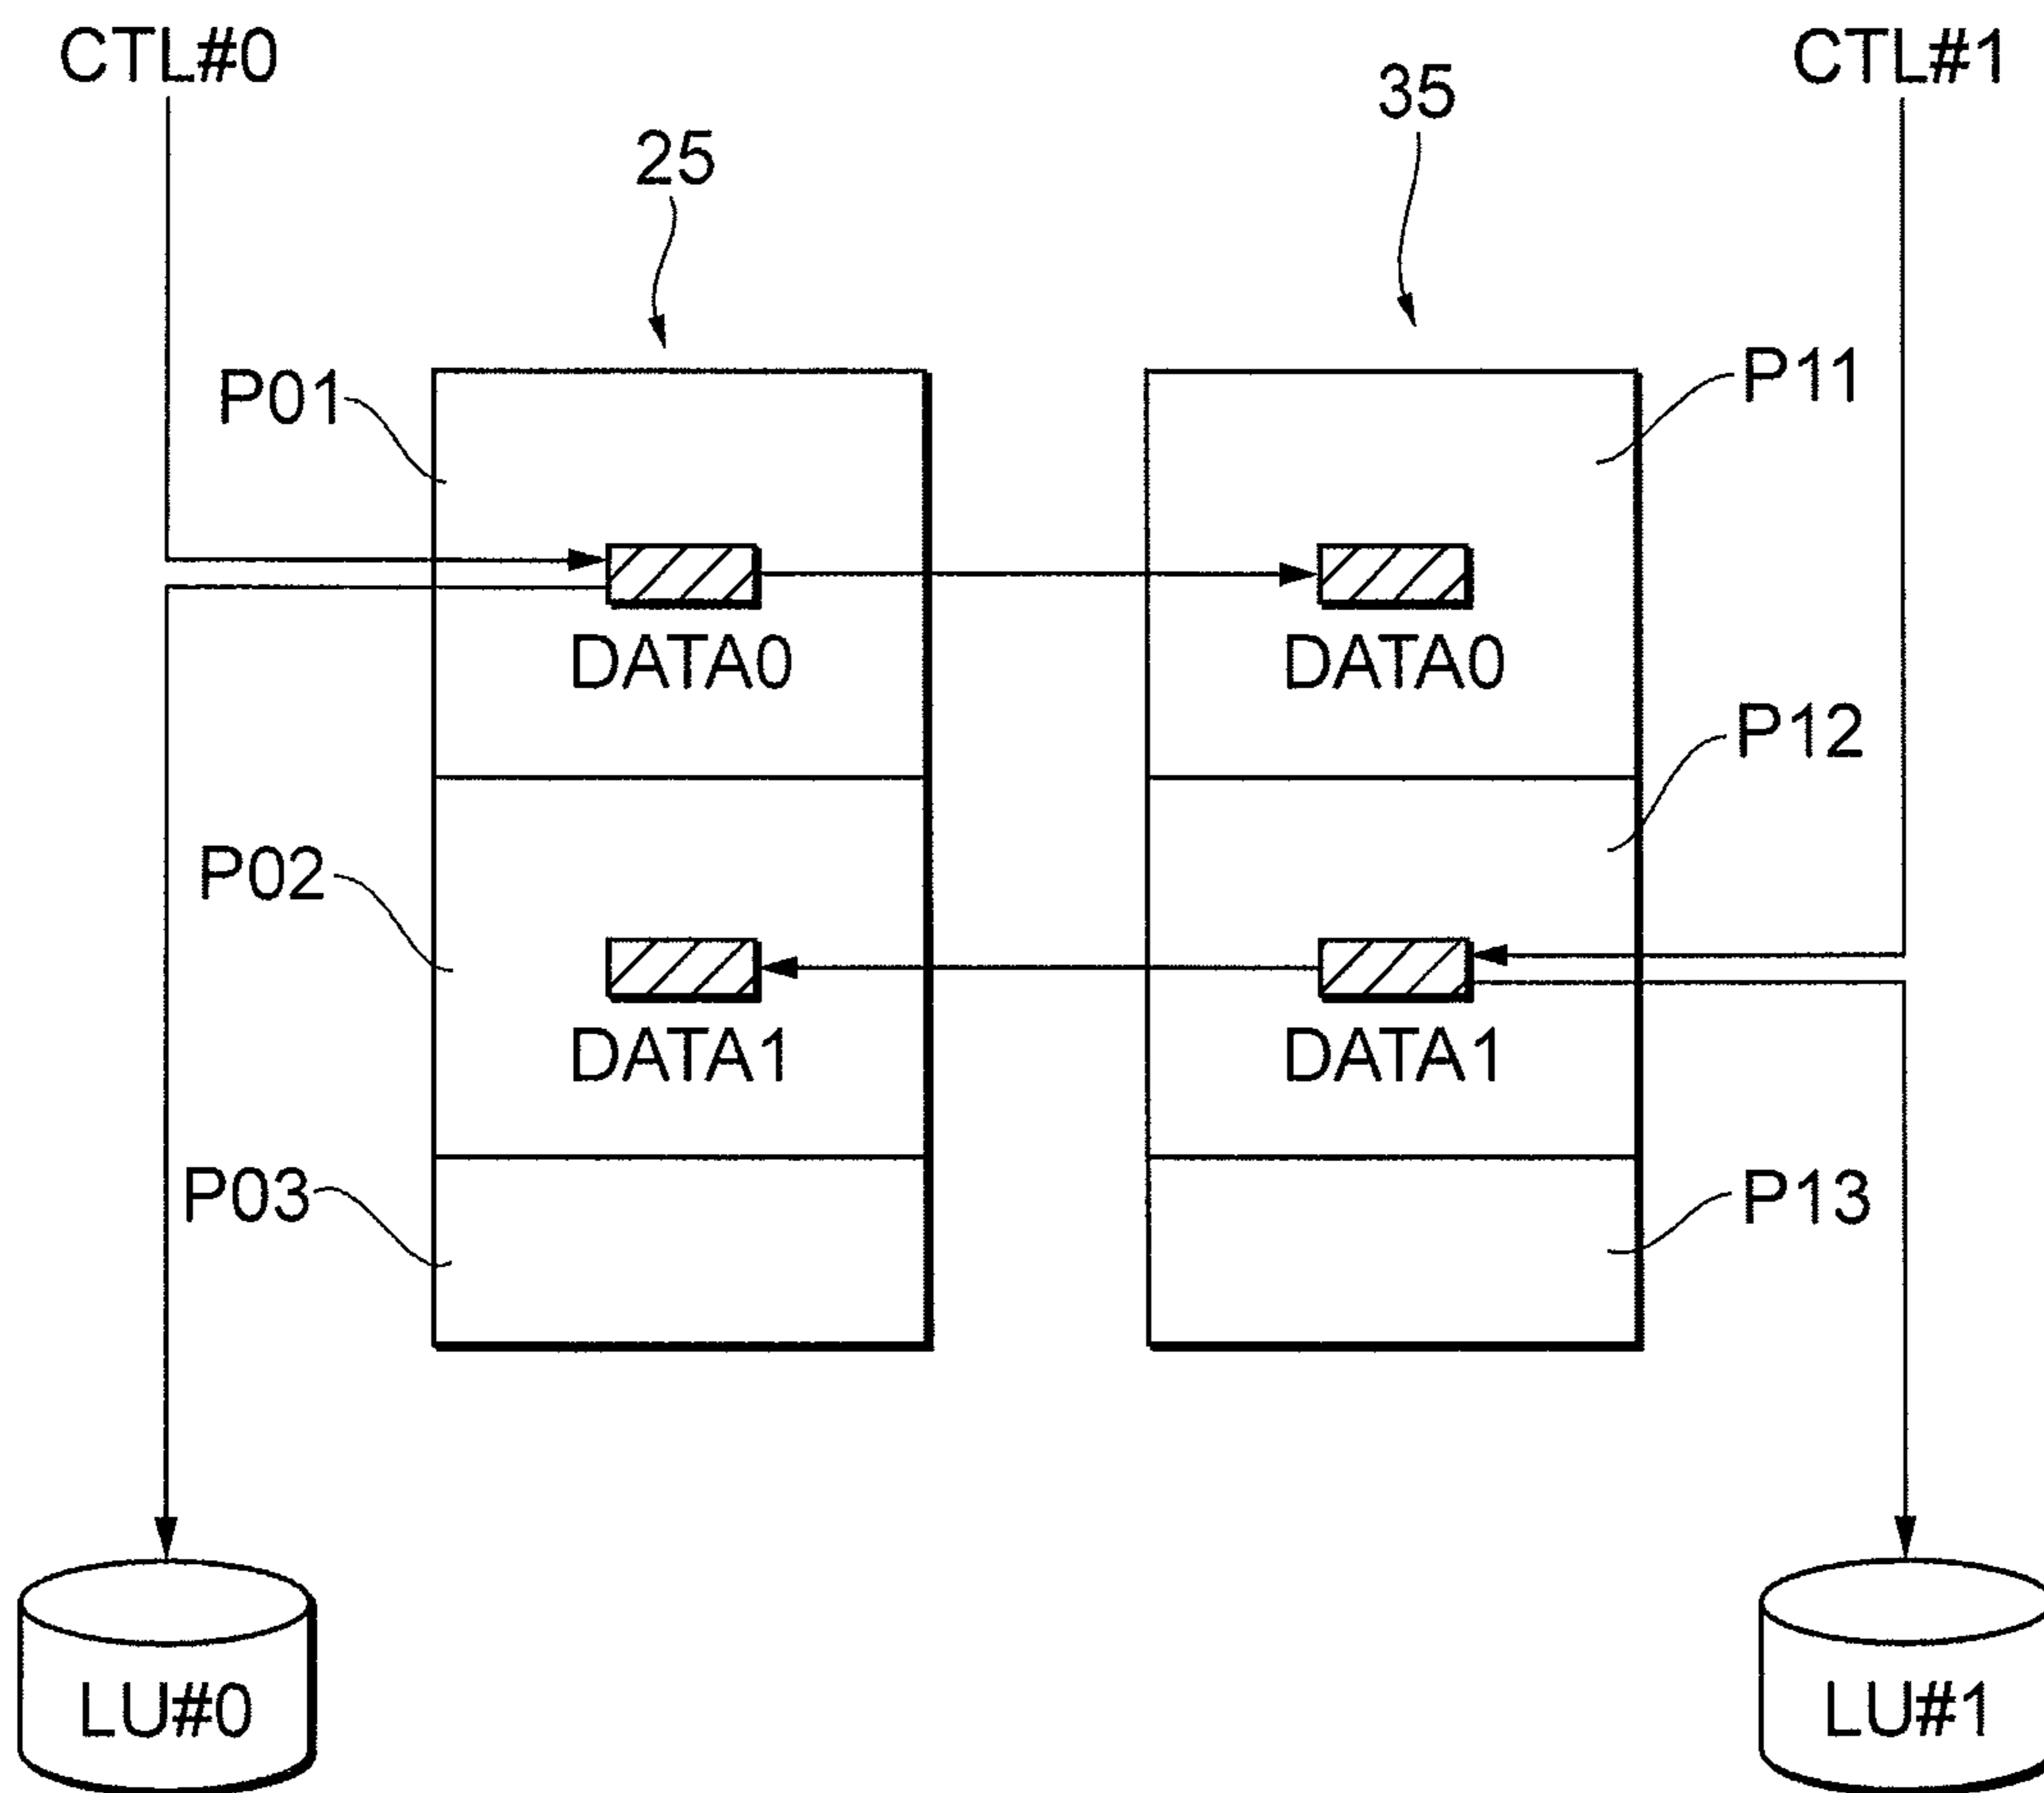 CTL#0
CTL#1
35
25
P01
P11
DATA0
DATA0
P12
P02
DATA1
DATA1
P03
P13
LU#0
LU#1